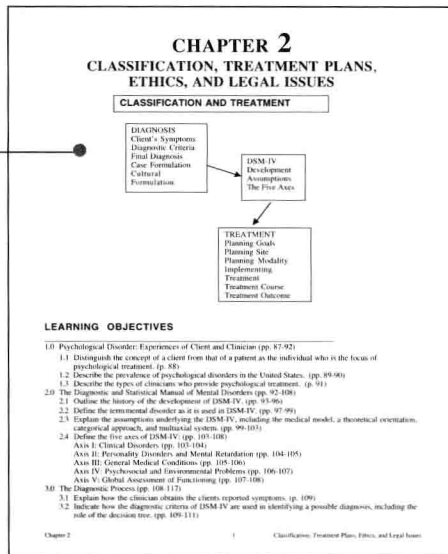 CHAPTER 2
CLASSIFICATION, TREATMENT PLANS,
ETHICS, AND LEGAL ISSUES
CLASSIFICATION AND TREATMENT
DIAGNOSIS
Client's Symptoms
Diagnostic Criteria
Final Diagnosis
Case Formulation
Cultural
Formulation
DSM-IV
Development
Assumptions
The Five Axes
TREATMENT
Planning Goals
Planning Site
Planning Modality
Implementing
Treatment
Treatment Course
Treatment Outcome
LEARNING OBJECTIVES
1.0 Psychological Disorder: Experiences of Client and Clinician (pp. 87-92)
1.1 Distinguish the concept of a client from that of a patient as the individual who is the focus of
psychological treatment. (p. 88)
1.2 Describe the prevalence of psychological disorders in the United States. (pp. 89-90)
1.3 Describe the types of clinicians who provide psychological treatment. (p. 91)
2.0 The Diagnostic and Statistical Manual of Mental Disorders (pp. 92-108)
2.1 Outline the history of the development of DSM-IV. (pp. 93-96)
2.2 Define the termmental disorder as it is used in DSM-IV. (pp. 97-99)
2.3 Explain the assumptions underlying the DSM-IV, including the medical model, a theoretical orientation,
categorical approach, and multiaxial system. (pp. 99-103)
2.4 Define the five axes of DSM-IV: (pp. 103-108)
Axis I: Clinical Disorders (pp. 103-104)
Axis II: Personality Disorders and Mental Retardation (pp. 104-105)
Axis III: General Medical Conditions (pp. 105-106)
Axis IV: Psychosocial and Environmental Problems (pp. 106-107)
Axis V: Global Assessment of Functioning (pp. 107-108)
3.0 The Diagnostic Process (pp. 108-117)
3.1 Explain how the clinician obtains the clients reported symptoms. (p. 109)
3.2 Indicate how the diagnostic criteria of DSM-IV are used in identifying a possible diagnosis, including the
role of the decision tree. (pp. 109-111)
Chapter 2 1 Classification, Treatment Plans, Ethics, and Legal Issues